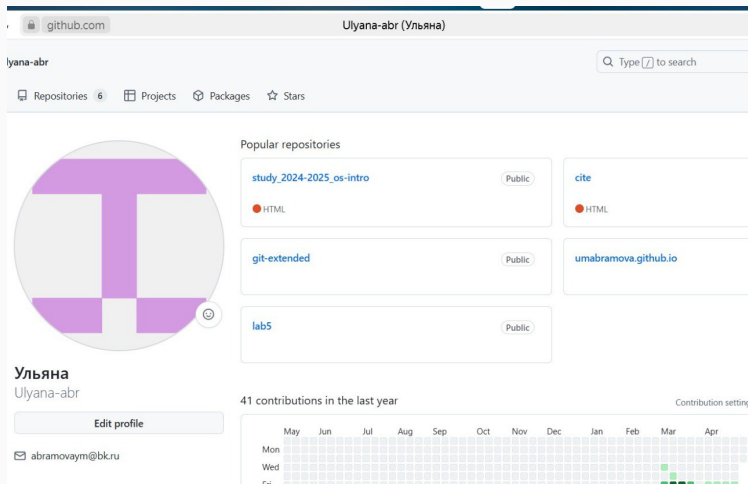 github.com
Ulyana-abr (Ульяна)
lyana-abr
Type / to search
Repositories 6 Projects Packages Stars
Popular repositories
study_2024-2025_os-intro Public
HTML
cite
HTML
git-extended Public
umabramova.github.io
lab5 Public
Ульяна
Ulyana-abr
Edit profile
abramovaym@bk.ru
41 contributions in the last year
Contribution setting
May Jun Jul Aug Sep Oct Nov Dec Jan Feb Mar Apr
Mon
Wed
Fri